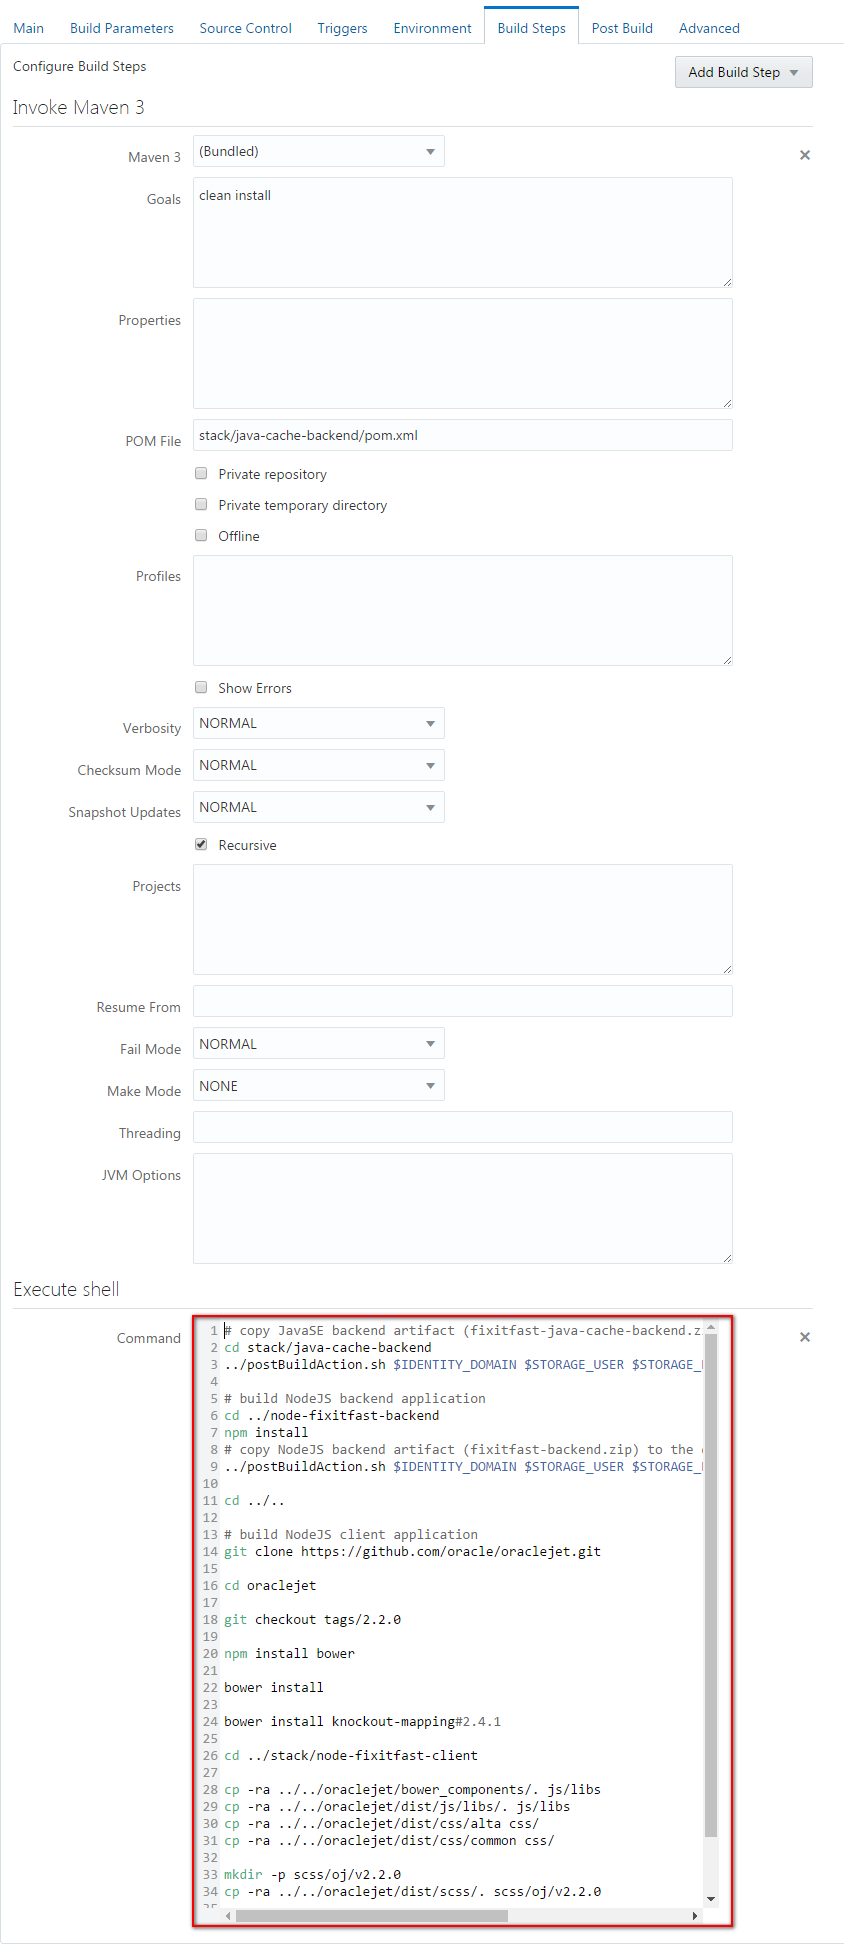 Main Build Parameters Source Control Triggers Environment Build Steps Post Build Advanced
Configure Build Steps
Add Build Step
Invoke Maven 3
Maven 3 (Bundled)
Goals clean install
Properties
POM File stack/java-cache-backend/pom.xml
Private repository
Private temporary directory
Offline
Profiles
Show Errors
Verbosity NORMAL
Checksum Mode NORMAL
Snapshot Updates NORMAL
Recursive
Projects
Resume From
Fail Mode NORMAL
Make Mode NONE
Threading
JVM Options
Execute shell
Command
1 # copy JavaSE backend artifact (fixitfast-java-cache-backend.z
2 cd stack/java-cache-backend
3 ../postBuildAction.sh $IDENTITY_DOMAIN $STORAGE_USER $STORAGE_
4
5 # build NodeJS backend application
6 cd ../node-fixitfast-backend
7 npm install
8 # copy NodeJS backend artifact (fixitfast-backend.zip) to the
9 ../postBuildAction.sh $IDENTITY_DOMAIN $STORAGE_USER $STORAGE_
10
11 cd ../..
12
13 # build NodeJS client application
14 git clone https://github.com/oracle/oraclejet.git
15
16 cd oraclejet
17
18 git checkout tags/2.2.0
19
20 npm install bower
21
22 bower install
23
24 bower install knockout-mapping#2.4.1
25
26 cd ../stack/node-fixitfast-client
27
28 cp -ra ../../oraclejet/bower_components/. js/libs
29 cp -ra ../../oraclejet/dist/js/libs/. js/libs
30 cp -ra ../../oraclejet/dist/css/alta css/
31 cp -ra ../../oraclejet/dist/css/common css/
32
33 mkdir -p scss/oj/v2.2.0
34 cp -ra ../../oraclejet/dist/scss/. scss/oj/v2.2.0